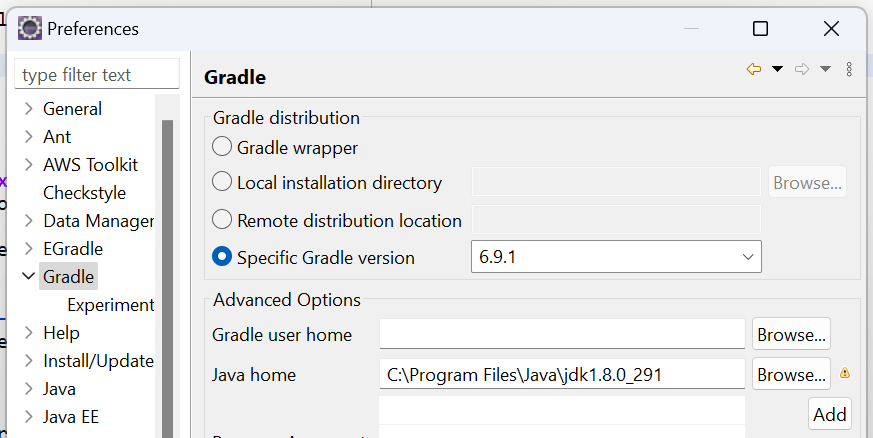 Preferences
type filter text
General
Ant
AWS Toolkit
Checkstyle
Data Manager
EGradle
Gradle
Experiment
Help
Install/Update
Java
Java EE
Gradle
Gradle distribution
Gradle wrapper
Local installation directory
Browse...
Remote distribution location
Specific Gradle version 6.9.1
Advanced Options
Gradle user home
Browse...
Java home C:\Program Files\Java\jdk1.8.0_291 Browse...
Add